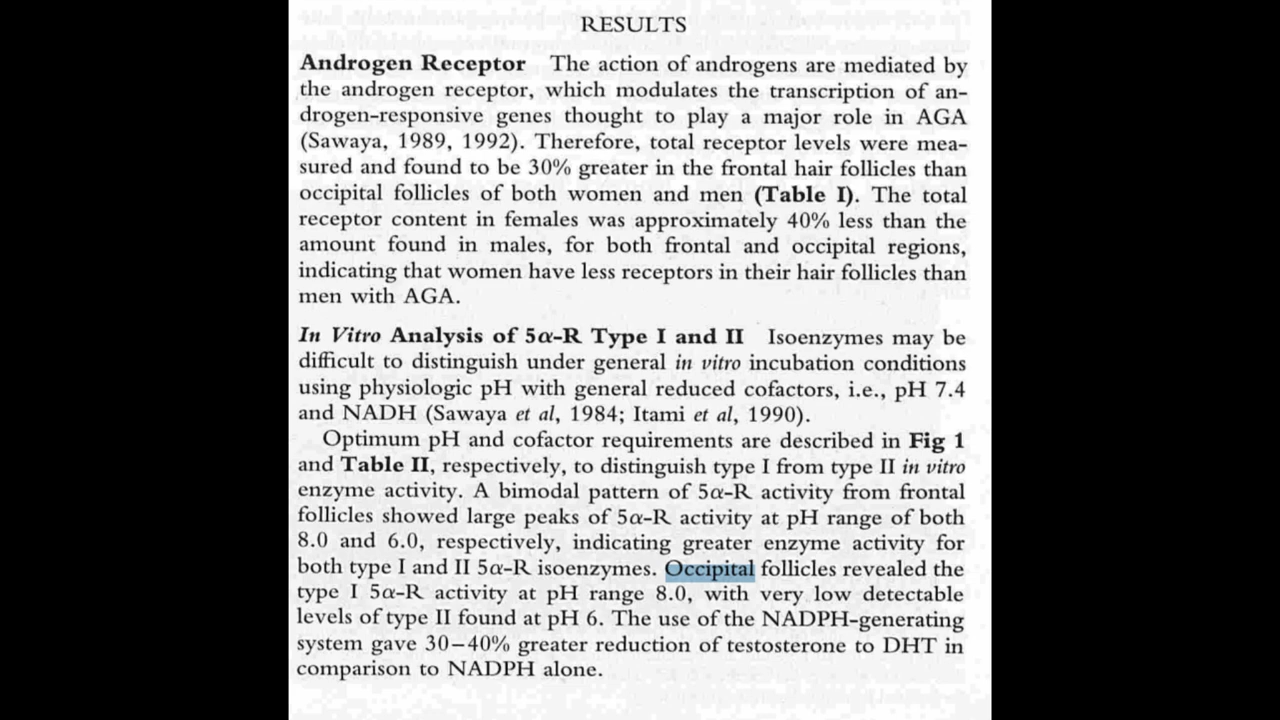 RESULTS
Androgen Receptor The action of androgens are mediated by
the androgen receptor, which modulates the transcription of an-
drogen-responsive genes thought to play a major role in AGA
(Sawaya, 1989, 1992). Therefore, total receptor levels were mea-
sured and found to be 30% greater in the frontal hair follicles than
occipital follicles of both women and men (Table I). The total
receptor content in females was approximately 40% less than the
amount found in males, for both frontal and occipital regions,
indicating that women have less receptors in their hair follicles than
men with AGA.
In Vitro Analysis of 5α-R Type I and II Isoenzymes may be
difficult to distinguish under general in vitro incubation conditions
using physiologic pH with general reduced cofactors, i.e., pH 7.4
and NADH (Sawaya et al, 1984; Itami et al, 1990).
Optimum pH and cofactor requirements are described in Fig 1
and Table II, respectively, to distinguish type I from type II in vitro
enzyme activity. A bimodal pattern of 5α-R activity from frontal
follicles showed large peaks of 5α-R activity at pH range of both
8.0 and 6.0, respectively, indicating greater enzyme activity for
both type I and II 5α-R isoenzymes. Occipital follicles revealed the
type I 5α-R activity at pH range 8.0, with very low detectable
levels of type II found at pH 6. The use of the NADPH-generating
system gave 30–40% greater reduction of testosterone to DHT in
comparison to NADPH alone.